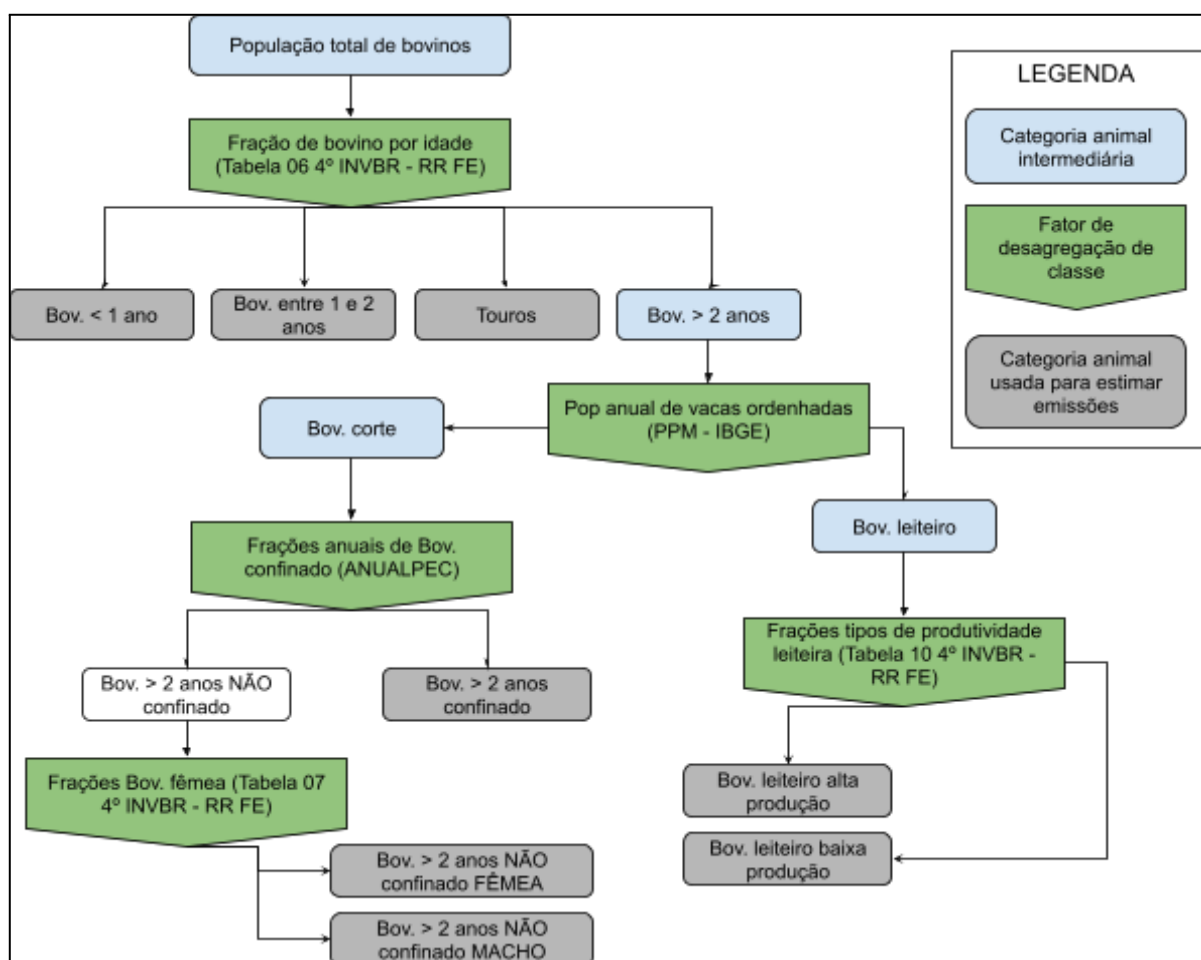 População total de bovinos
LEGENDA
Categoria animal
intermediária
Fator de
desagregação de
classe
Categoria animal
usada para estimar
emissões
Fração de bovino por idade
(Tabela 06 4º INVBR - RR FE)
Bov. < 1 ano
Bov. entre 1 e 2
anos
Touros
Bov. > 2 anos
Pop anual de vacas ordenhadas
(PPM - IBGE)
Bov. corte
Bov. leiteiro
Frações anuais de Bov.
confinado (ANUALPEC)
Frações tipos de produtividade
leiteira (Tabela 10 4º INVBR -
RR FE)
Bov. > 2 anos NÃO
confinado
Bov. > 2 anos
confinado
Frações Bov. fêmea (Tabela 07
4º INVBR - RR FE)
Bov. leiteiro alta
produção
Bov. leiteiro baixa
produção
Bov. > 2 anos NÃO
confinado FÊMEA
Bov. > 2 anos NÃO
confinado MACHO